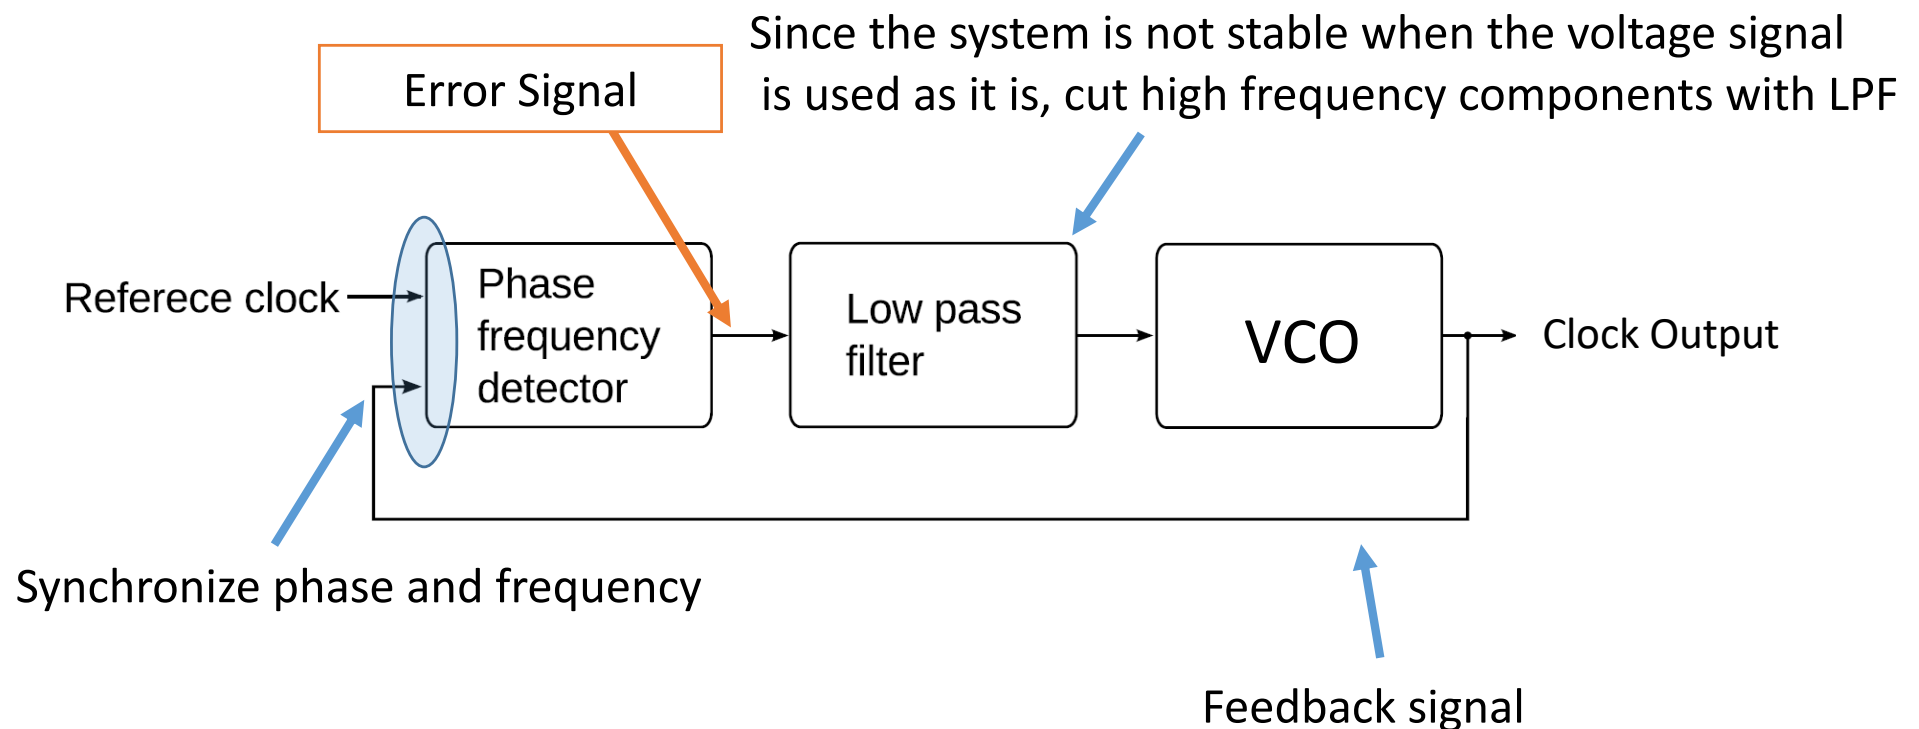 Since the system is not stable when the voltage signal
is used as it is, cut high frequency components with LPF
Error Signal
Referece clock
Phase
frequency
detector
Low pass
filter
VCO
Clock Output
Synchronize phase and frequency
Feedback signal